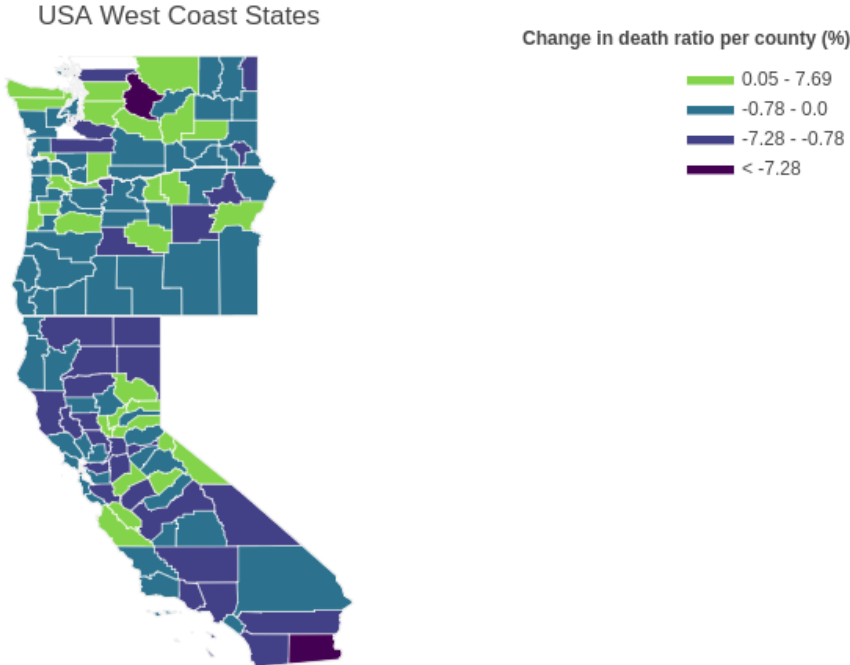 USA West Coast States
Change in death ratio per county (%)
0.05 - 7.69
-0.78 - 0.0
-7.28 - -0.78
< -7.28